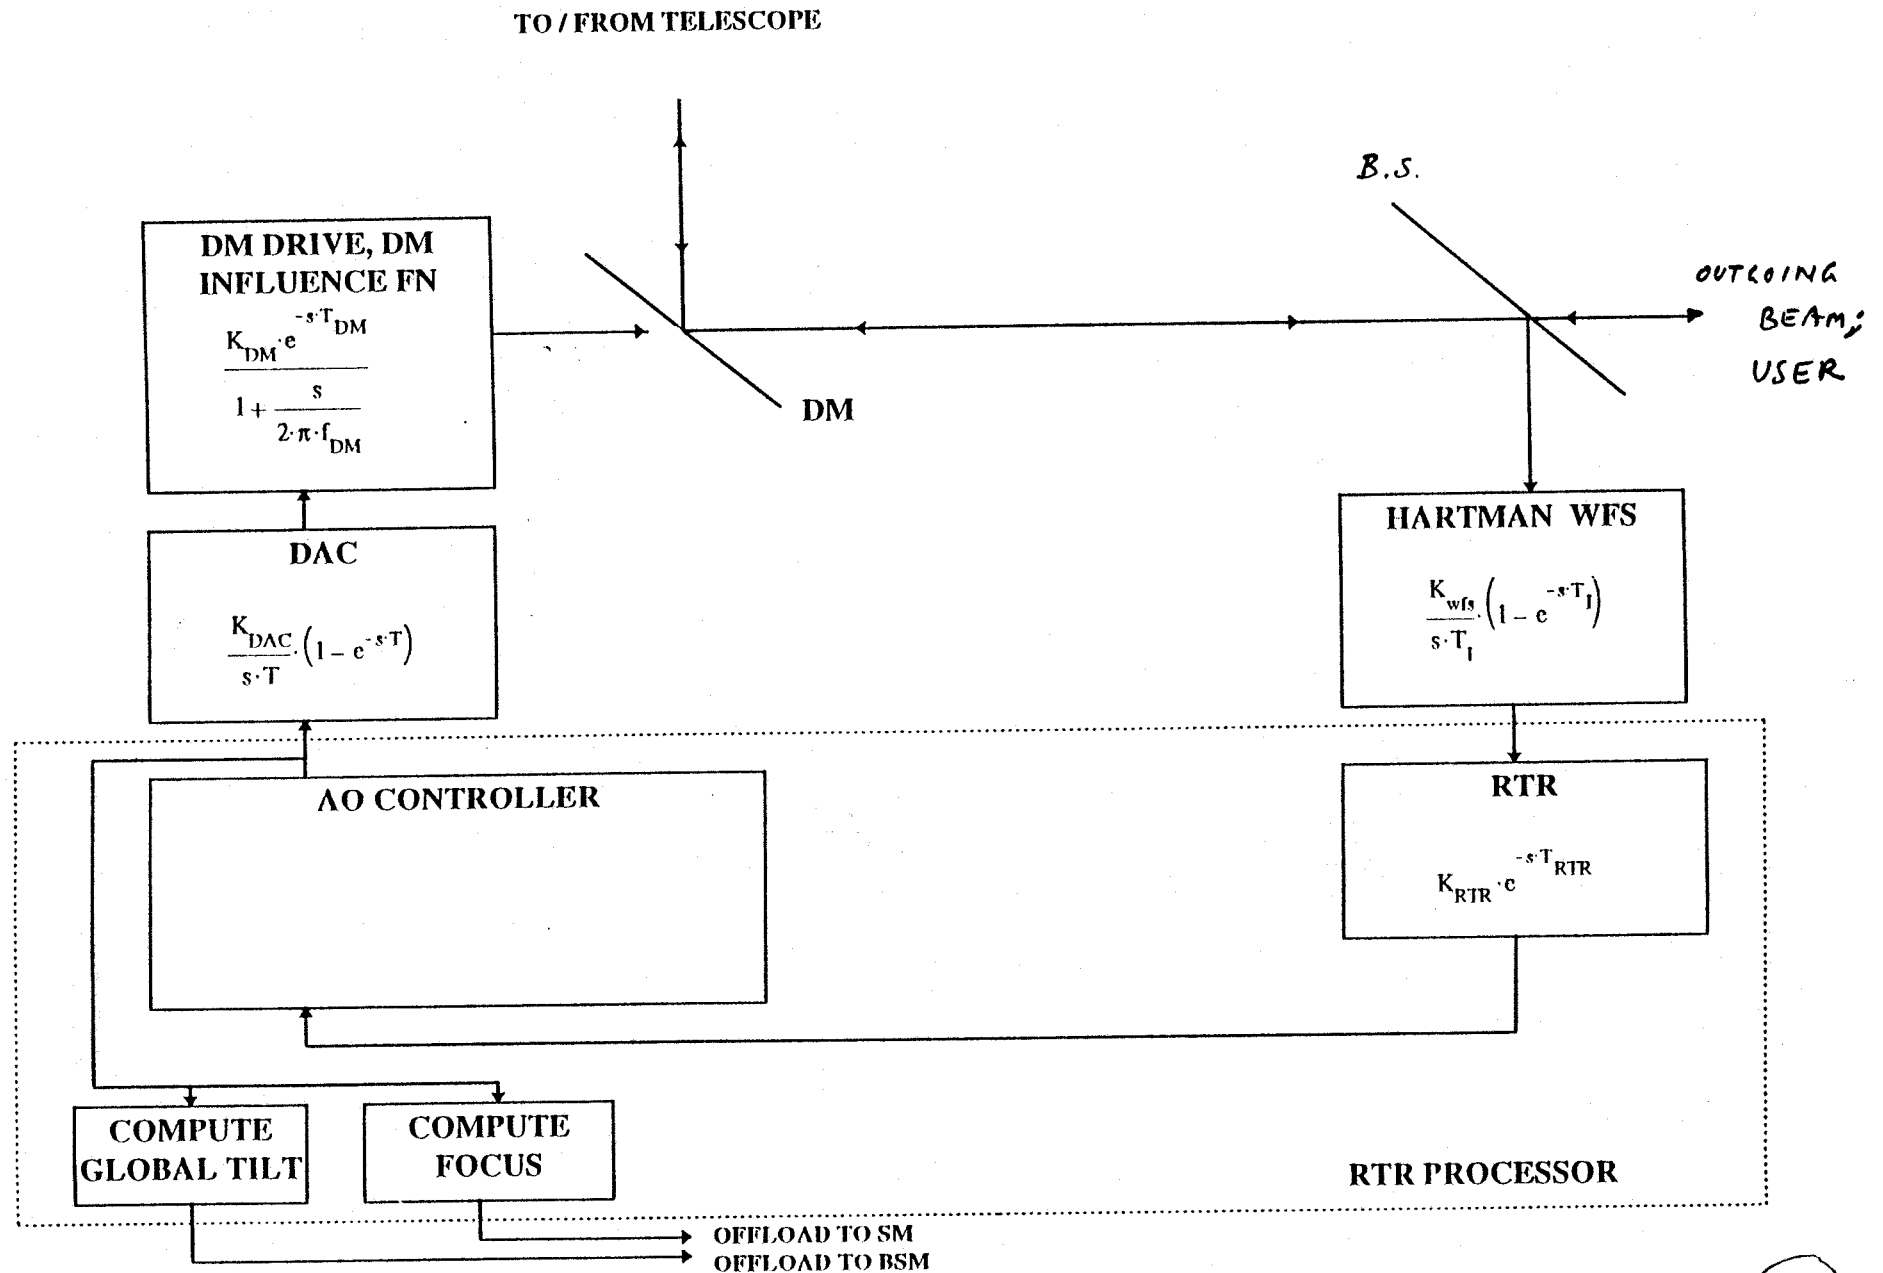 TO / FROM TELESCOPE
B.S.
DM DRIVE, DM
INFLUENCE FN
K_DM·e^(-s·T_DM)
1 + s
2·π·f_DM
OUTGOING
BEAM;
USER
DM
HARTMAN WFS
K_wfs/(s·T_I)·(1 - e^(-s·T_I))
DAC
K_DAC/(s·T)·(1 - e^(-s·T))
AO CONTROLLER
RTR
K_RTR·e^(-s·T_RTR)
COMPUTE
GLOBAL TILT
COMPUTE
FOCUS
RTR PROCESSOR
OFFLOAD TO SM
OFFLOAD TO BSM